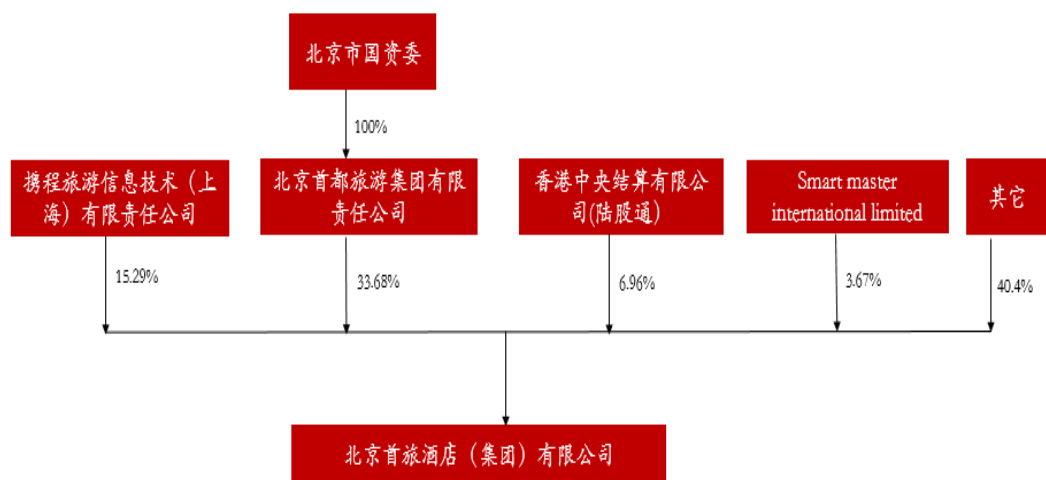 北京市国资委
100%
携程旅游信息技术（上
海）有限责任公司
北京首都旅游集团有限
责任公司
香港中央结算有限公
司(陆股通）
Smart master
international limited
其它
15.29%
33.68%
6.96%
3.67%
40.4%
北京首旅酒店（集团）有限公司